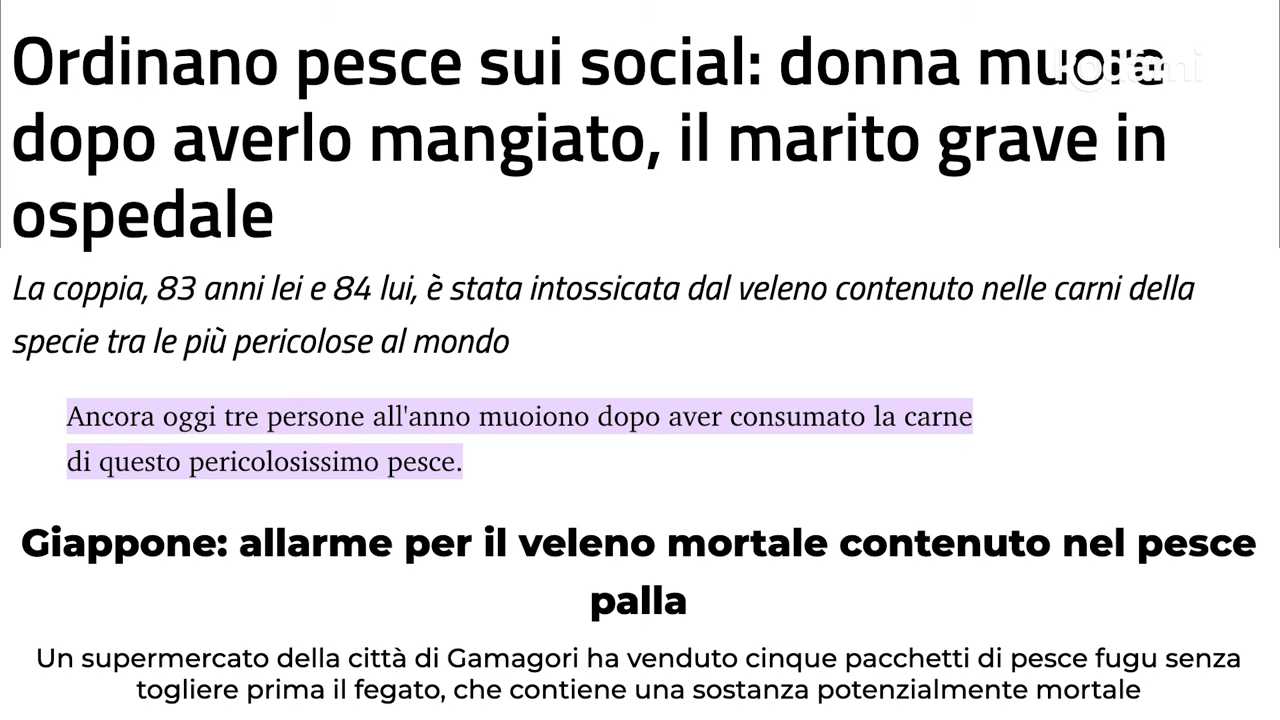 Ordinano pesce sui social: donna muore
dopo averlo mangiato, il marito grave in
ospedale
La coppia, 83 anni lei e 84 lui, è stata intossicata dal veleno contenuto nelle carni della
specie tra le più pericolose al mondo
Ancora oggi tre persone all'anno muoiono dopo aver consumato la carne
di questo pericolosissimo pesce.
Giappone: allarme per il veleno mortale contenuto nel pesce
palla
Un supermercato della città di Gamagori ha venduto cinque pacchetti di pesce fugu senza
togliere prima il fegato, che contiene una sostanza potenzialmente mortale